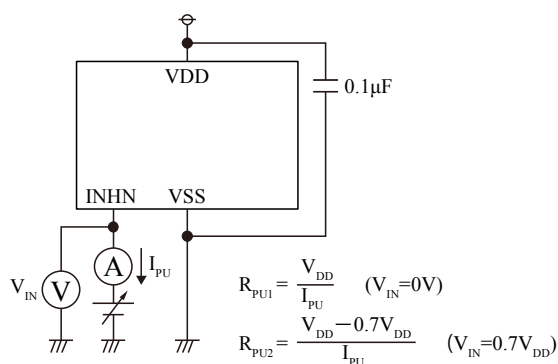 VDD
0.1μF
INHN VSS
A
I_PU
V_IN
V
R_PU1 = V_DD / I_PU (V_IN=0V)
R_PU2 = V_DD－0.7V_DD / I_PU (V_IN=0.7V_DD)